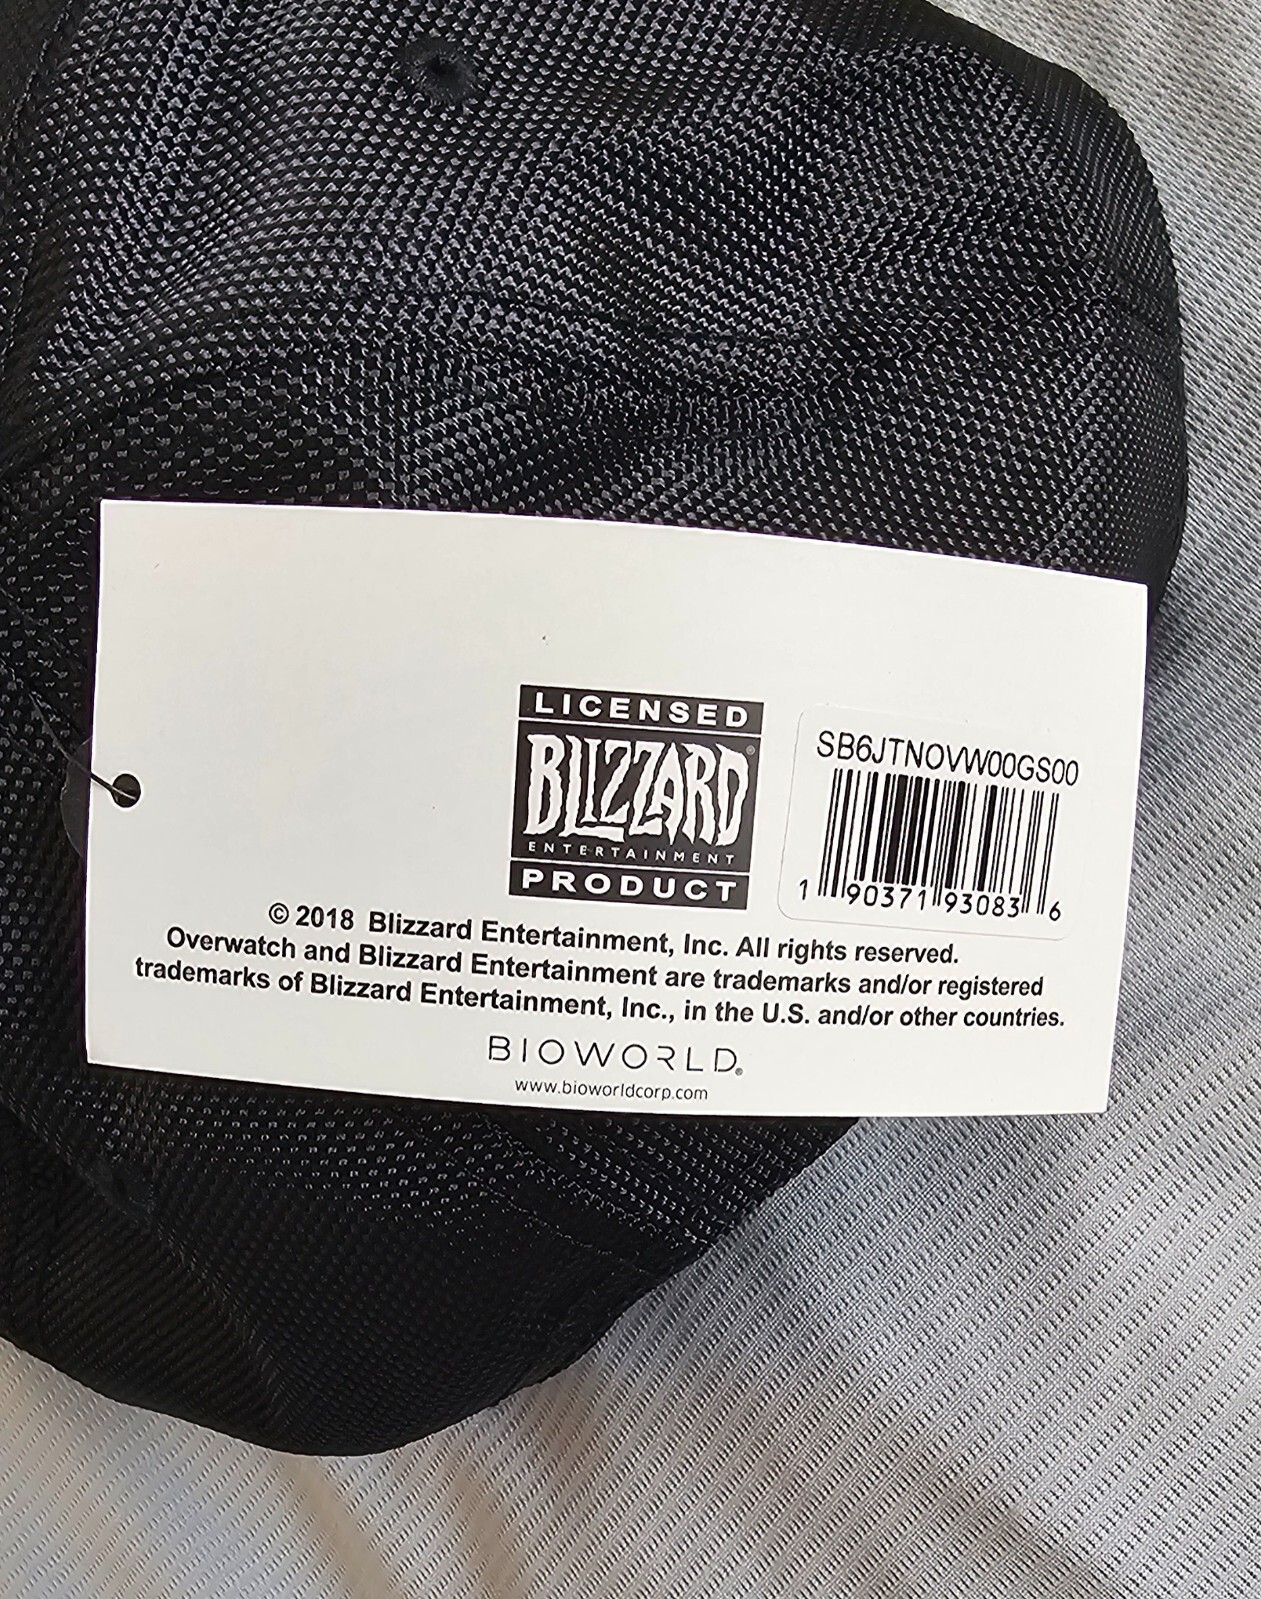 LICENSED
BLIZZARD®
ENTERTAINMENT
PRODUCT
SB6JTNOVW00GS00
1 90371 93083 6
© 2018 Blizzard Entertainment, Inc. All rights reserved.
Overwatch and Blizzard Entertainment are trademarks and/or registered
trademarks of Blizzard Entertainment, Inc., in the U.S. and/or other countries.
BIOWORLD®
www.bioworldcorp.com